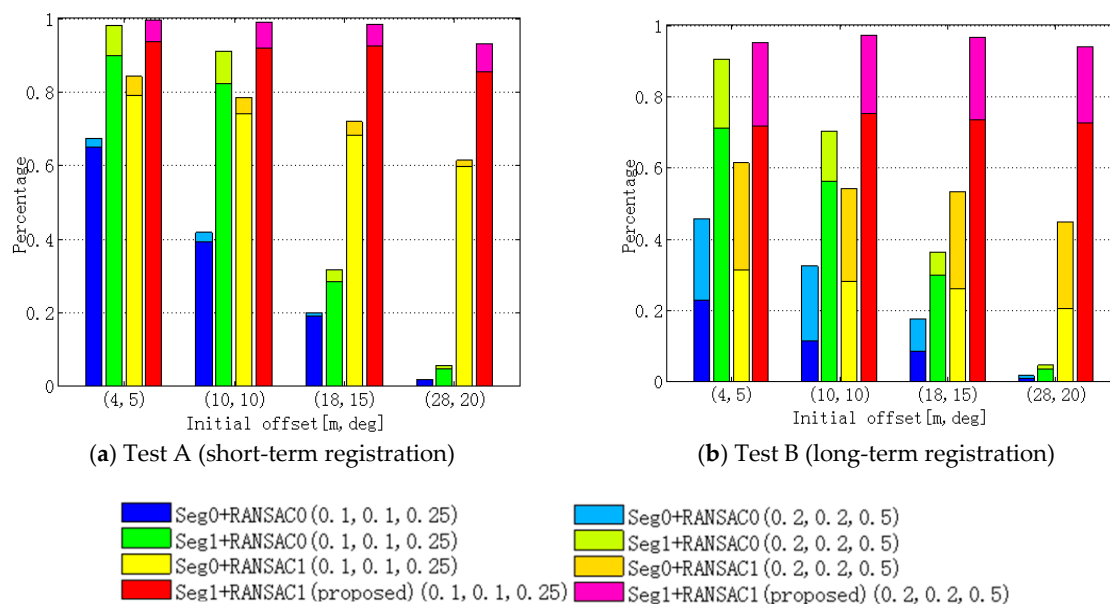 1
0.8
0.6
0.4
0.2
0
Percentage
(4,5) (10,10) (18,15) (28,20)
Initial offset[m,deg]
(a) Test A (short-term registration)
1
0.8
0.6
0.4
0.2
0
Percentage
(4,5) (10,10) (18,15) (28,20)
Initial offset[m,deg]
(b) Test B (long-term registration)
Seg0+RANSAC0(0.1,0.1,0.25)
Seg1+RANSAC0(0.1,0.1,0.25)
Seg0+RANSAC1(0.1,0.1,0.25)
Seg1+RANSAC1(proposed)(0.1,0.1,0.25)
Seg0+RANSAC0(0.2,0.2,0.5)
Seg1+RANSAC0(0.2,0.2,0.5)
Seg0+RANSAC1(0.2,0.2,0.5)
Seg1+RANSAC1(proposed)(0.2,0.2,0.5)